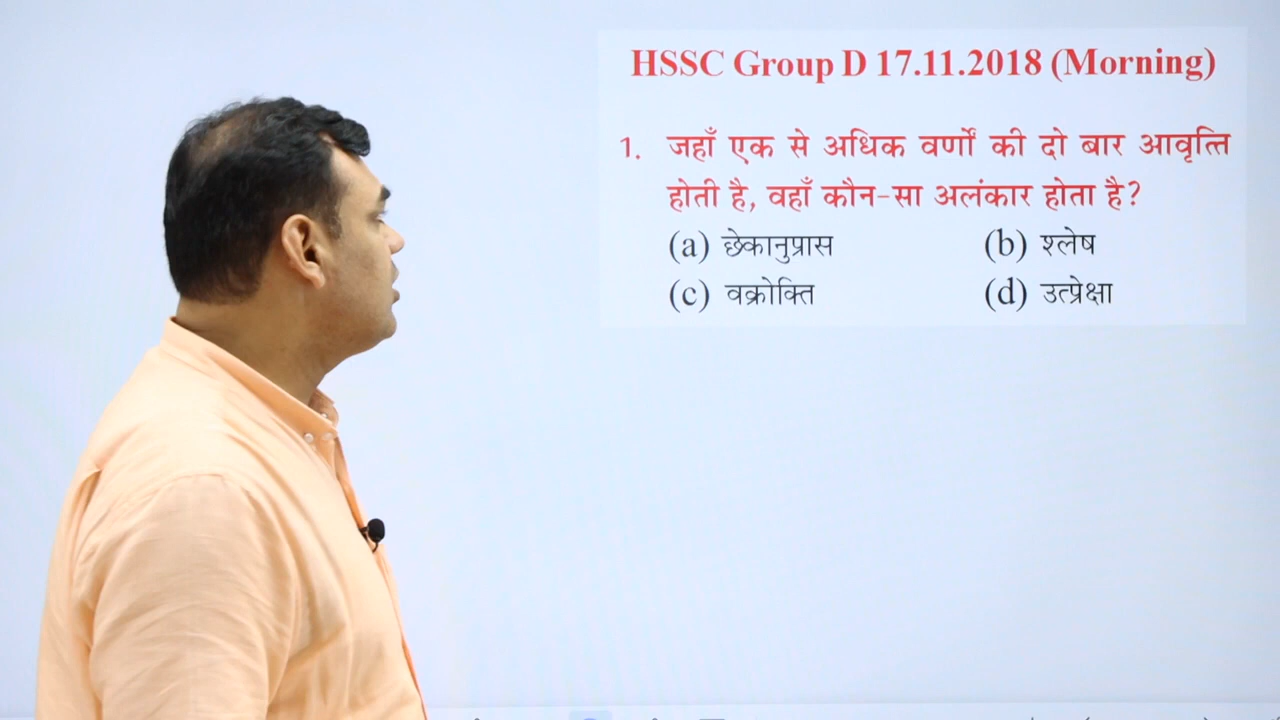 HSSC Group D 17.11.2018 (Morning)
1. जहाँ एक से अधिक वर्णों की दो बार आवृत्ति
होती है, वहाँ कौन-सा अलंकार होता है?
(a) छेकानुप्रास (b) श्लेष
(c) वक्रोक्ति (d) उत्प्रेक्षा